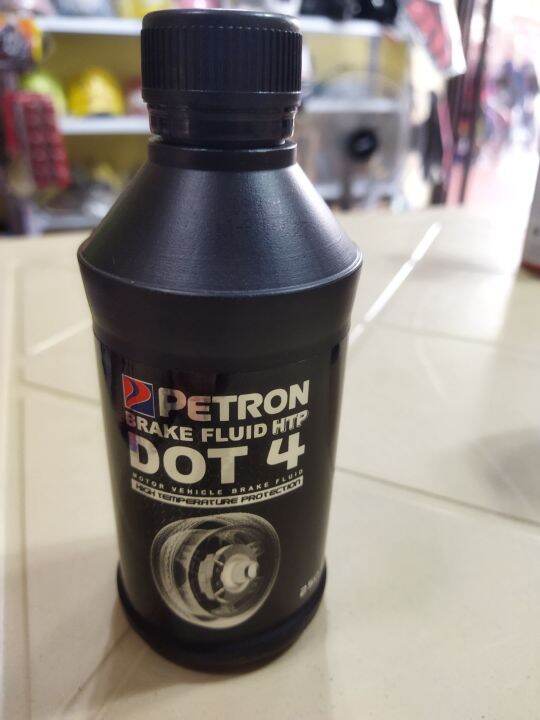 PETRON
BRAKE FLUID HTP
DOT 4
MOTOR VEHICLE BRAKE FLUID
HIGH TEMPERATURE PROTECTION